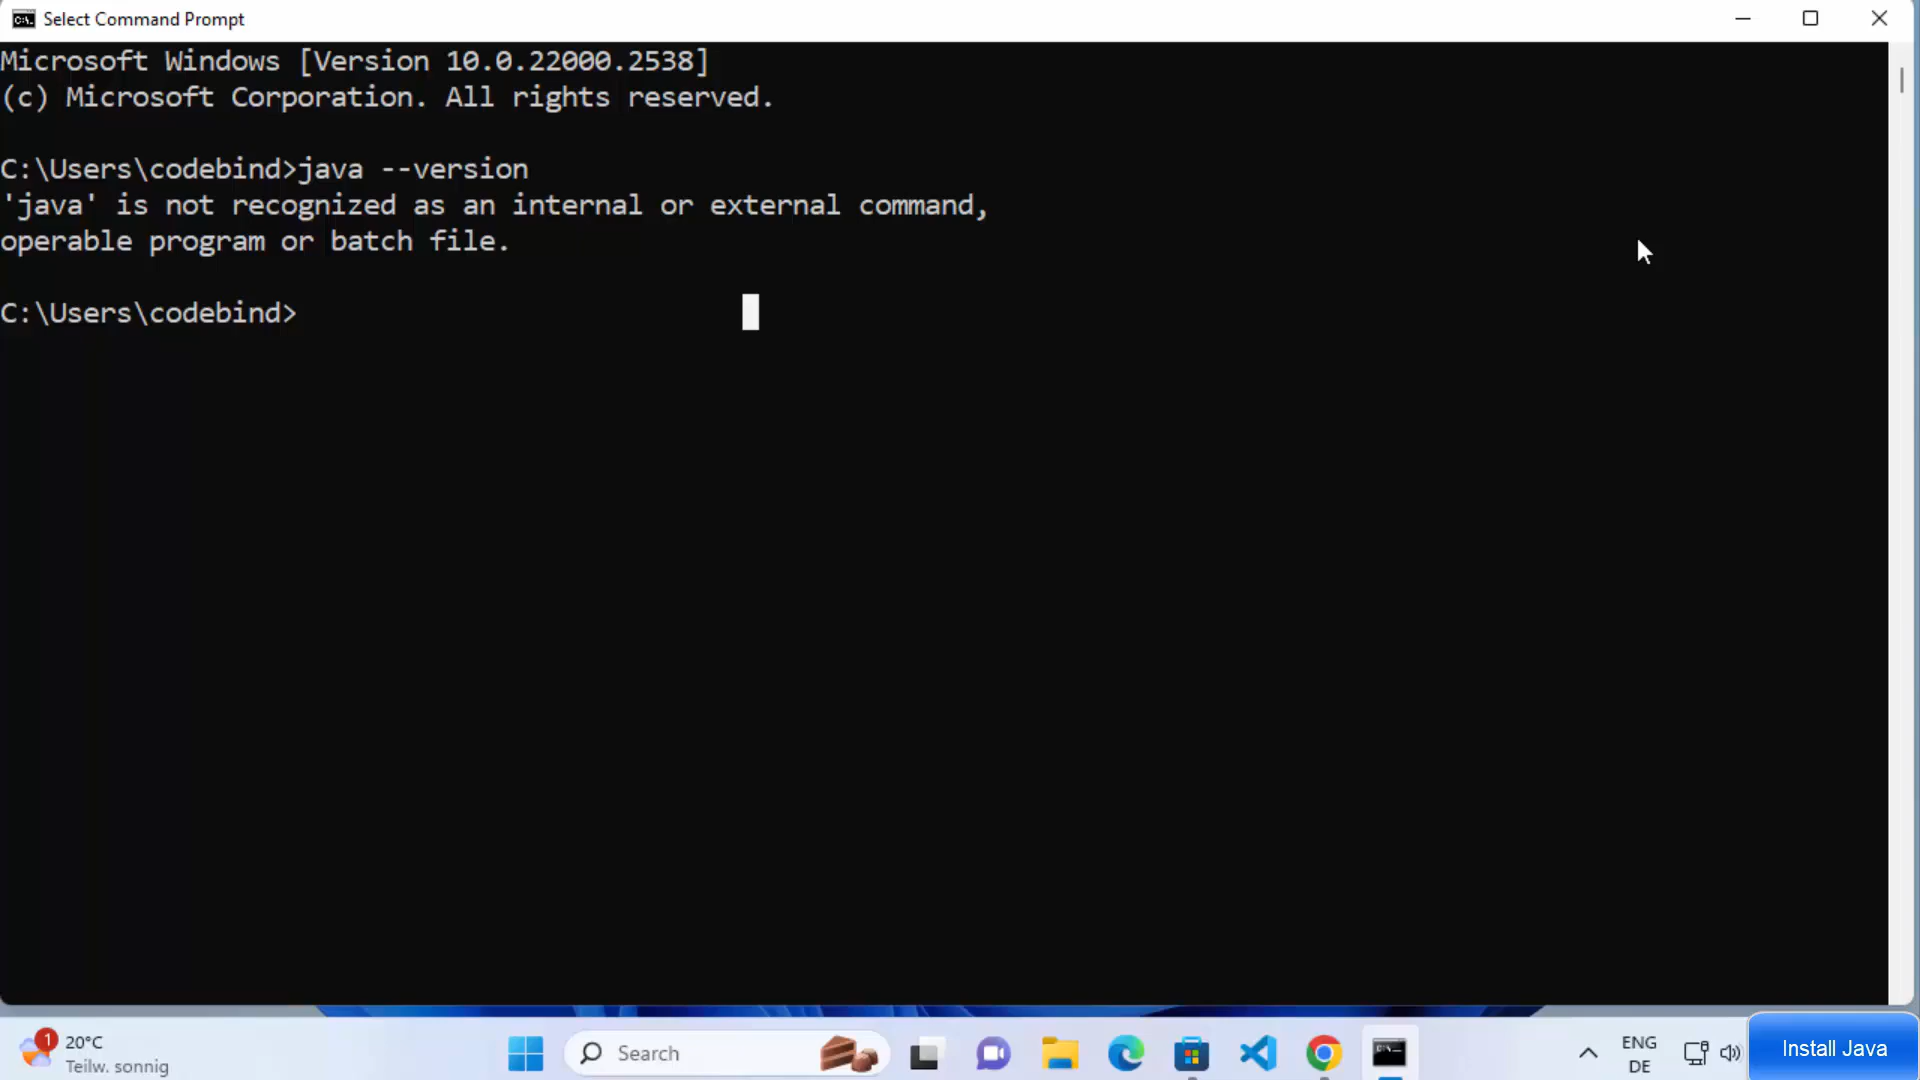 Select Command Prompt
Microsoft Windows [Version 10.0.22000.2538]
(c) Microsoft Corporation. All rights reserved.
C:\Users\codebind>java --version
'java' is not recognized as an internal or external command,
operable program or batch file.
C:\Users\codebind>
1
20°C
Teilw. sonnig
Search
ENG
DE
Install Java